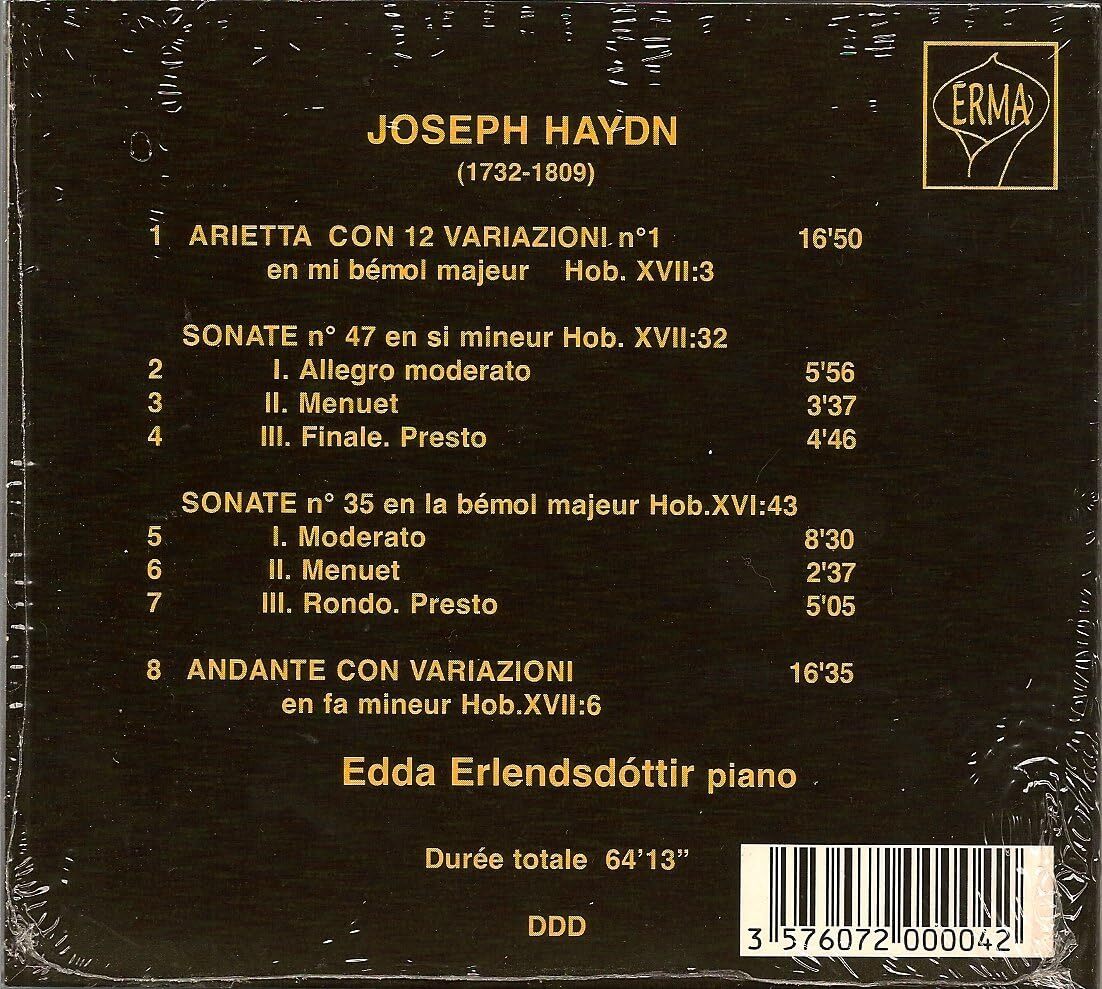 ERMA
JOSEPH HAYDN
(1732-1809)
1 ARIETTA CON 12 VARIAZIONI n°1 16'50
en mi bémol majeur Hob. XVII:3
SONATE n° 47 en si mineur Hob. XVII:32
2 I. Allegro moderato 5'56
3 II. Menuet 3'37
4 III. Finale. Presto 4'46
SONATE n° 35 en la bémol majeur Hob.XVI:43
5 I. Moderato 8'30
6 II. Menuet 2'37
7 III. Rondo. Presto 5'05
8 ANDANTE CON VARIAZIONI 16'35
en fa mineur Hob.XVII:6
Edda Erlendsdóttir piano
Durée totale 64'13”
DDD
3 576072 000042